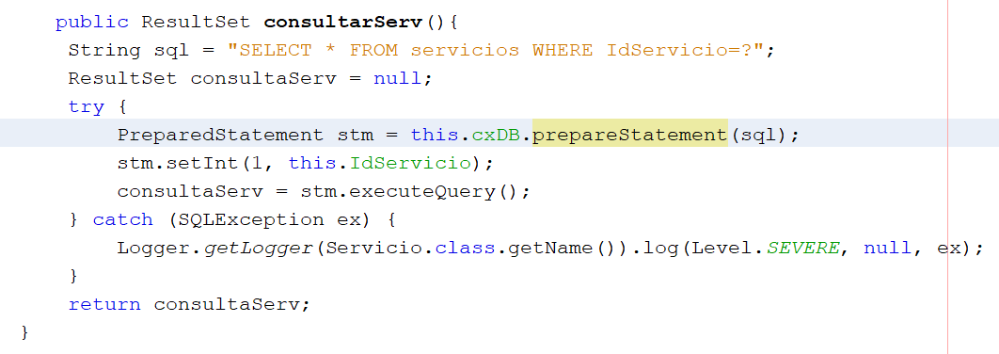 public ResultSet consultarServ(){
String sql = "SELECT * FROM servicios WHERE IdServicio=?";
ResultSet consultaServ = null;
try {
PreparedStatement stm = this.cxDB.prepareStatement(sql);
stm.setInt(1, this.IdServicio);
consultaServ = stm.executeQuery();
} catch (SQLException ex) {
Logger.getLogger(Servicio.class.getName()).log(Level.SEVERE, null, ex);
}
return consultaServ;
}